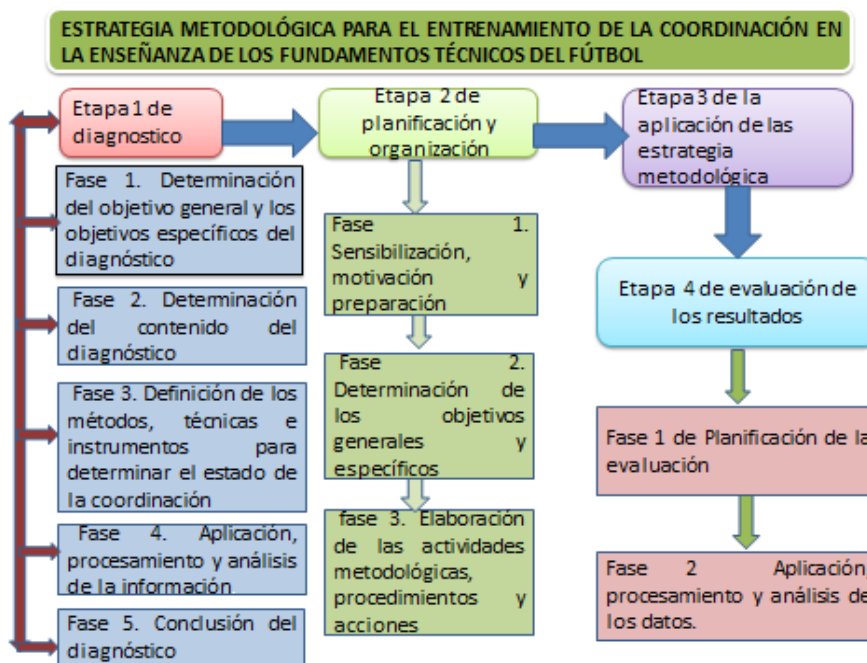 ESTRATEGIA METODOLÓGICA PARA EL ENTRENAMIENTO DE LA COORDINACIÓN EN
LA ENSEÑANZA DE LOS FUNDAMENTOS TÉCNICOS DEL FÚTBOL
Etapa 1 de
diagnostico
Fase 1. Determinación
del objetivo general y los
objetivos específicos del
diagnóstico
Fase 2. Determinación
del contenido del
diagnóstico
Fase 3. Definición de los
métodos, técnicas e
instrumentos para
determinar el estado de
la coordinación
Fase 4. Aplicación,
procesamiento y análisis
de la información
Fase 5. Conclusión del
diagnóstico
Etapa 2 de
planificación y
organización
Fase 1.
Sensibilización,
motivación y
preparación
Fase 2.
Determinación de
los objetivos
generales y
específicos
fase 3. Elaboración
de las actividades
metodológicas,
procedimientos y
acciones
Etapa 3 de la
aplicación de las
estrategia
metodológica
Etapa 4 de evaluación de
los resultados
Fase 1 de Planificación de la
evaluación
Fase 2 Aplicación,
procesamiento y análisis de
los datos.